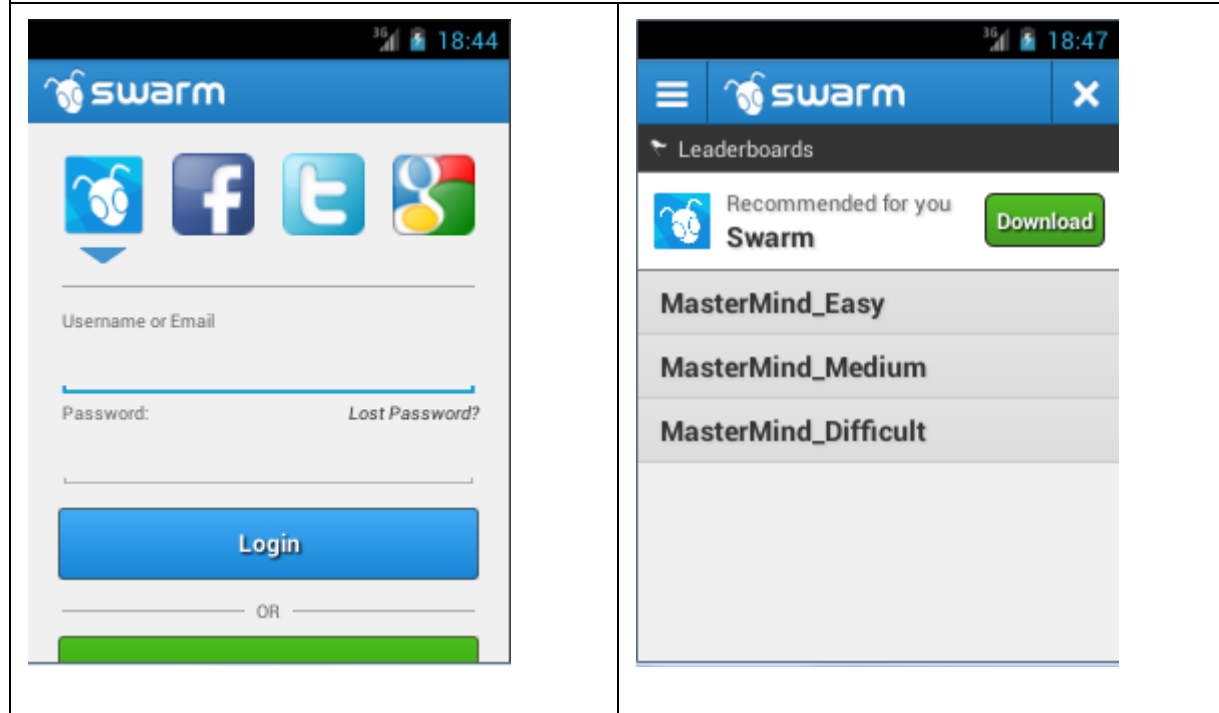 3G 18:44
swarm
Username or Email
Password: Lost Password?
Login
OR
3G 18:47
swarm
Leaderboards
Recommended for you
Swarm
Download
MasterMind_Easy
MasterMind_Medium
MasterMind_Difficult